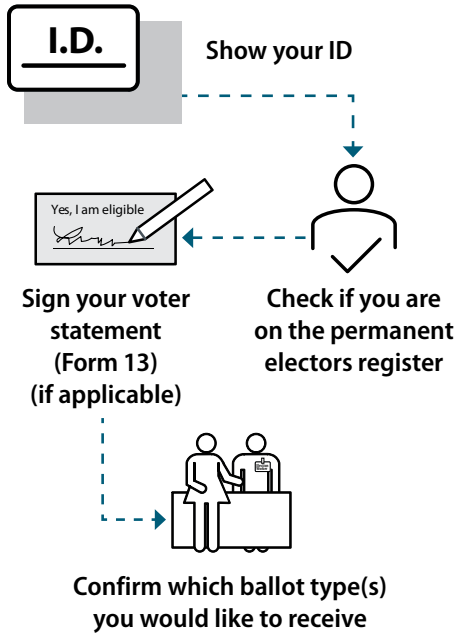 I.D.
Show your ID
Yes, I am eligible
Sign your voter
statement
(Form 13)
(if applicable)
Check if you are
on the permanent
electors register
Confirm which ballot type(s)
you would like to receive